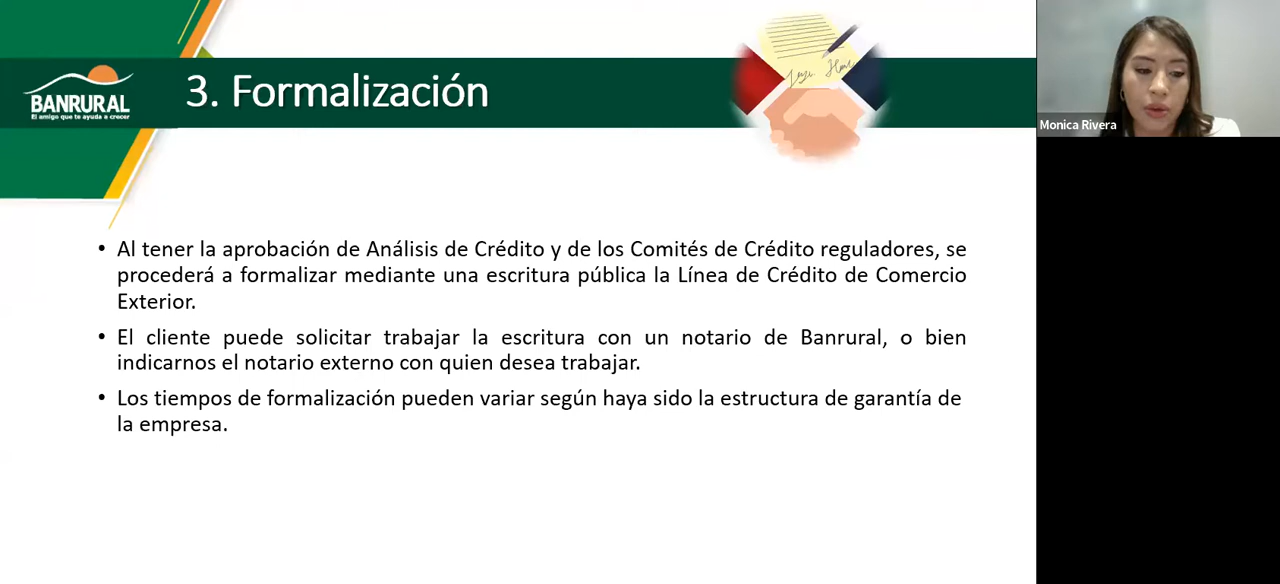 BANRURAL
El amigo que te ayuda a crecer
3. Formalización
Monica Rivera
• Al tener la aprobación de Análisis de Crédito y de los Comités de Crédito reguladores, se
procederá a formalizar mediante una escritura pública la Línea de Crédito de Comercio
Exterior.
• El cliente puede solicitar trabajar la escritura con un notario de Banrural, o bien
indicarnos el notario externo con quien desea trabajar.
• Los tiempos de formalización pueden variar según haya sido la estructura de garantía de
la empresa.